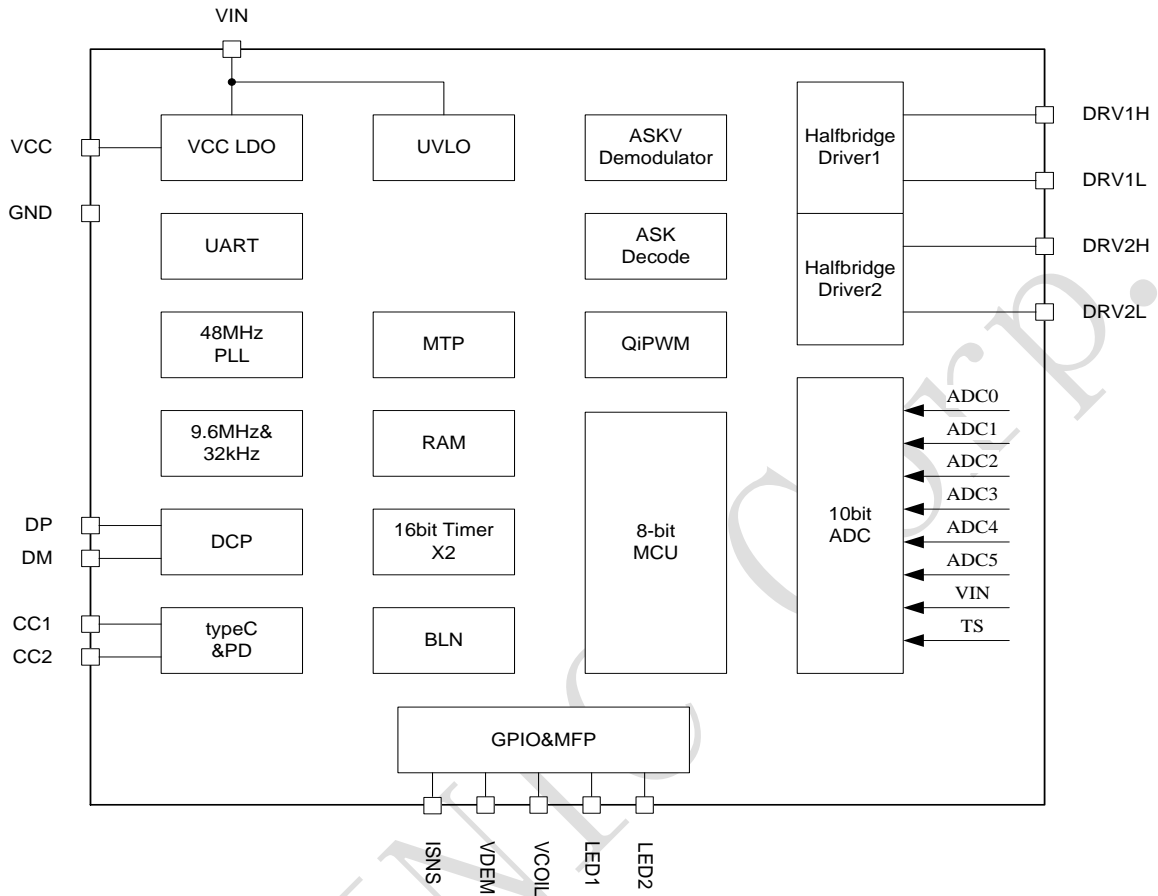 VIN
VCC
GND
DP
DM
CC1
CC2
VCC LDO
UVLO
ASKV
Demodulator
Halfbridge
Driver1
UART
ASK
Decode
Halfbridge
Driver2
48MHz
PLL
MTP
QiPWM
9.6MHz&
32kHz
RAM
8-bit
MCU
10bit
ADC
DCP
16bit Timer
X2
typeC
&PD
BLN
GPIO&MFP
DRV1H
DRV1L
DRV2H
DRV2L
ADC0
ADC1
ADC2
ADC3
ADC4
ADC5
VIN
TS
ISNS
VDEM
VCOIL
LED1
LED2
NIC Corp.